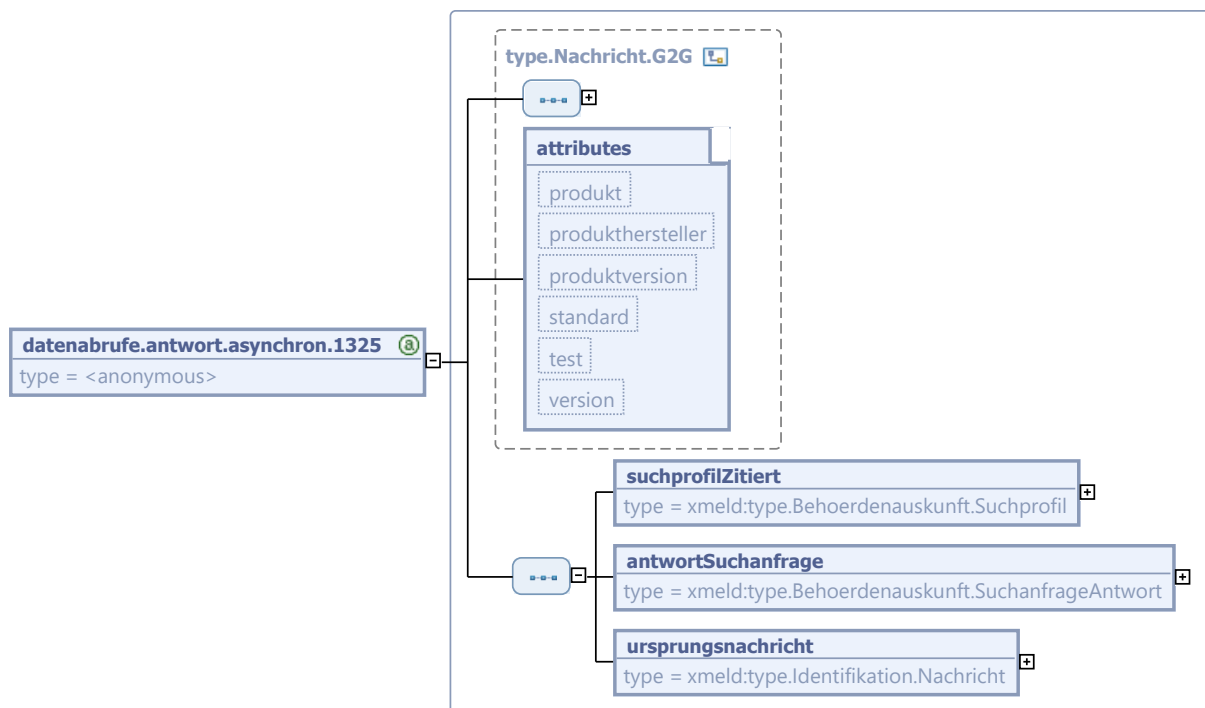 type.Nachricht.G2G
attributes
produkt
produkthersteller
produktversion
standard
test
version
datenabrufe.antwort.asynchron.1325
type = <anonymous>
suchprofilZitiert
type = xmeld:type.Behoerdenauskunft.Suchprofil
antwortSuchanfrage
type = xmeld:type.Behoerdenauskunft.SuchanfrageAntwort
ursprungsnachricht
type = xmeld:type.Identifikation.Nachricht